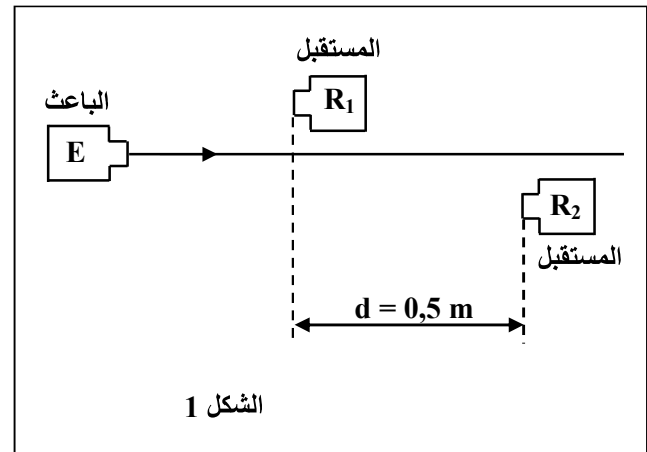 المستقبل
R₁
الباعث
E
R₂
المستقبل
d = 0,5 m
الشكل 1